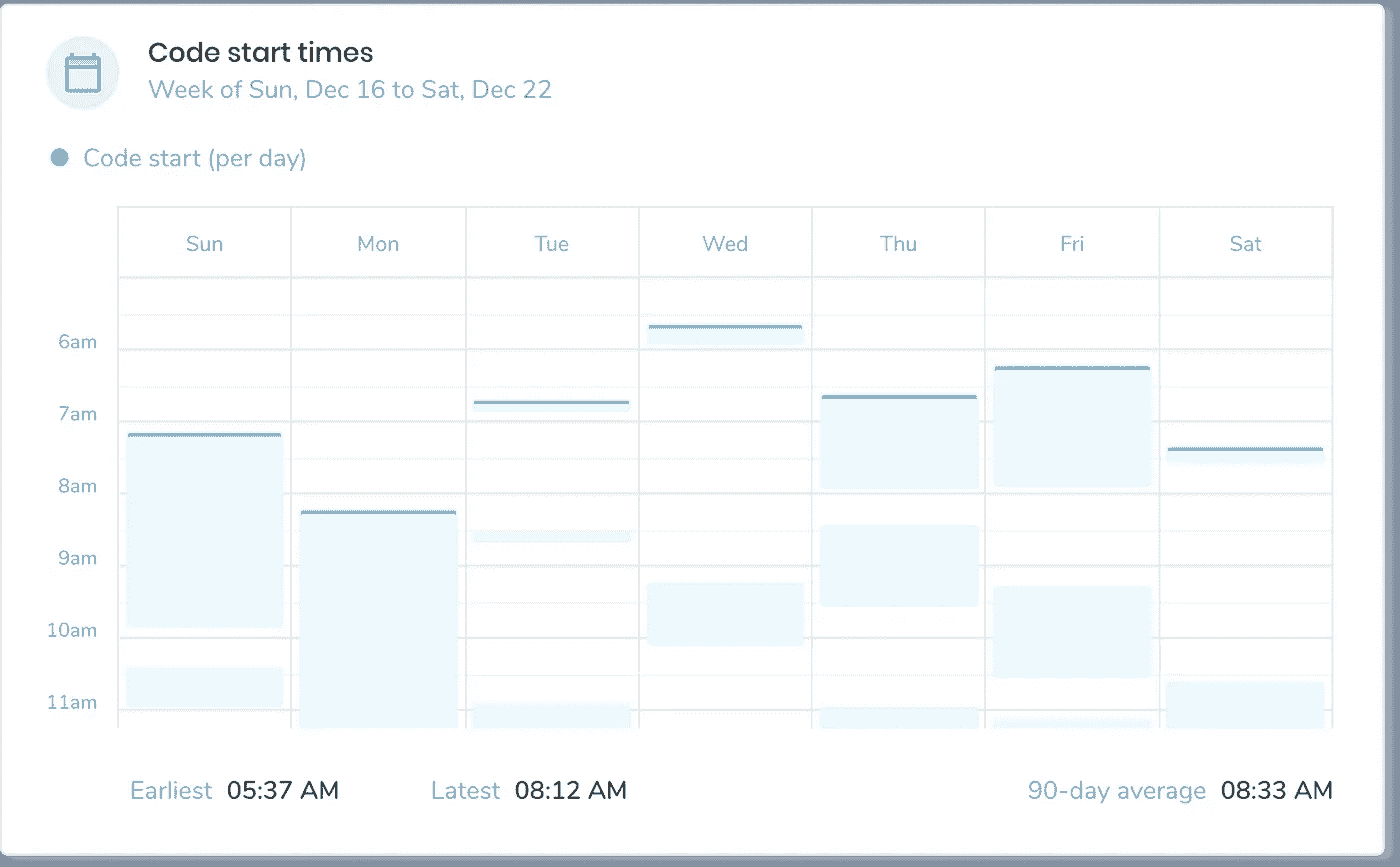 Code start times
Week of Sun, Dec 16 to Sat, Dec 22
Code start (per day)
Sun Mon Tue Wed Thu Fri Sat
6am
7am
8am
9am
10am
11am
Earliest 05:37 AM Latest 08:12 AM 90-day average 08:33 AM